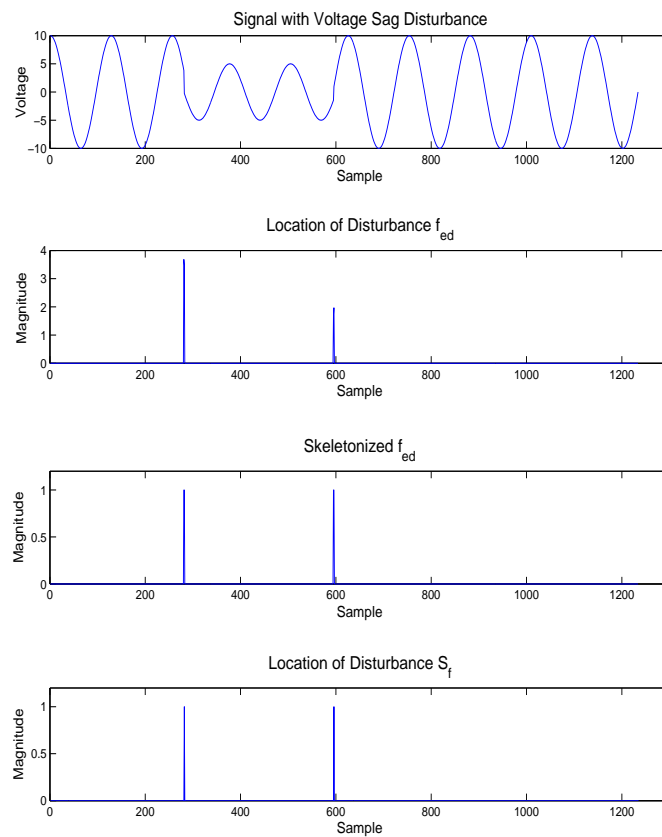 Signal with Voltage Sag Disturbance
10
5
0
−5
−10
Voltage
0 200 400 600 800 1000 1200
Sample
Location of Disturbance f_ed
4
3
2
1
0
Magnitude
0 200 400 600 800 1000 1200
Sample
Skeletonized f_ed
1
0.5
0
Magnitude
0 200 400 600 800 1000 1200
Sample
Location of Disturbance S_f
1
0.5
0
Magnitude
0 200 400 600 800 1000 1200
Sample